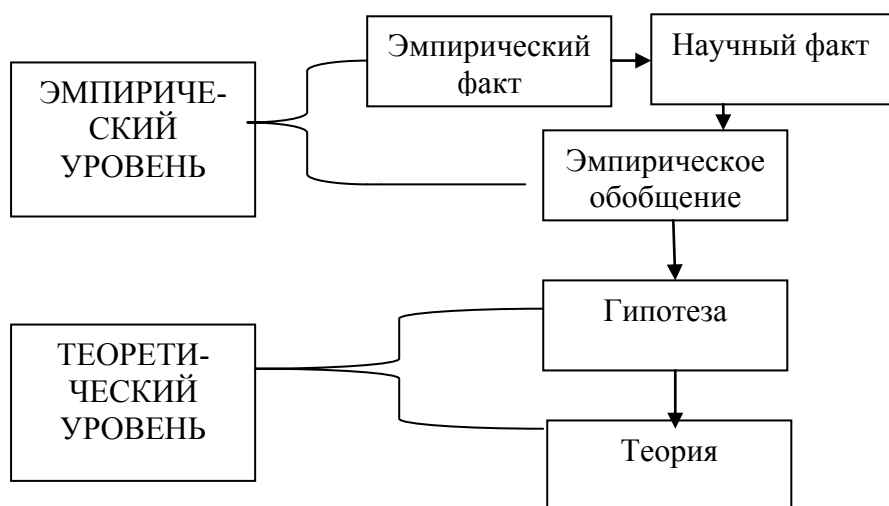 Эмпирический
факт
Научный факт
ЭМПИРИЧЕ-
СКИЙ
УРОВЕНЬ
Эмпирическое
обобщение
Гипотеза
ТЕОРЕТИ-
ЧЕСКИЙ
УРОВЕНЬ
Теория